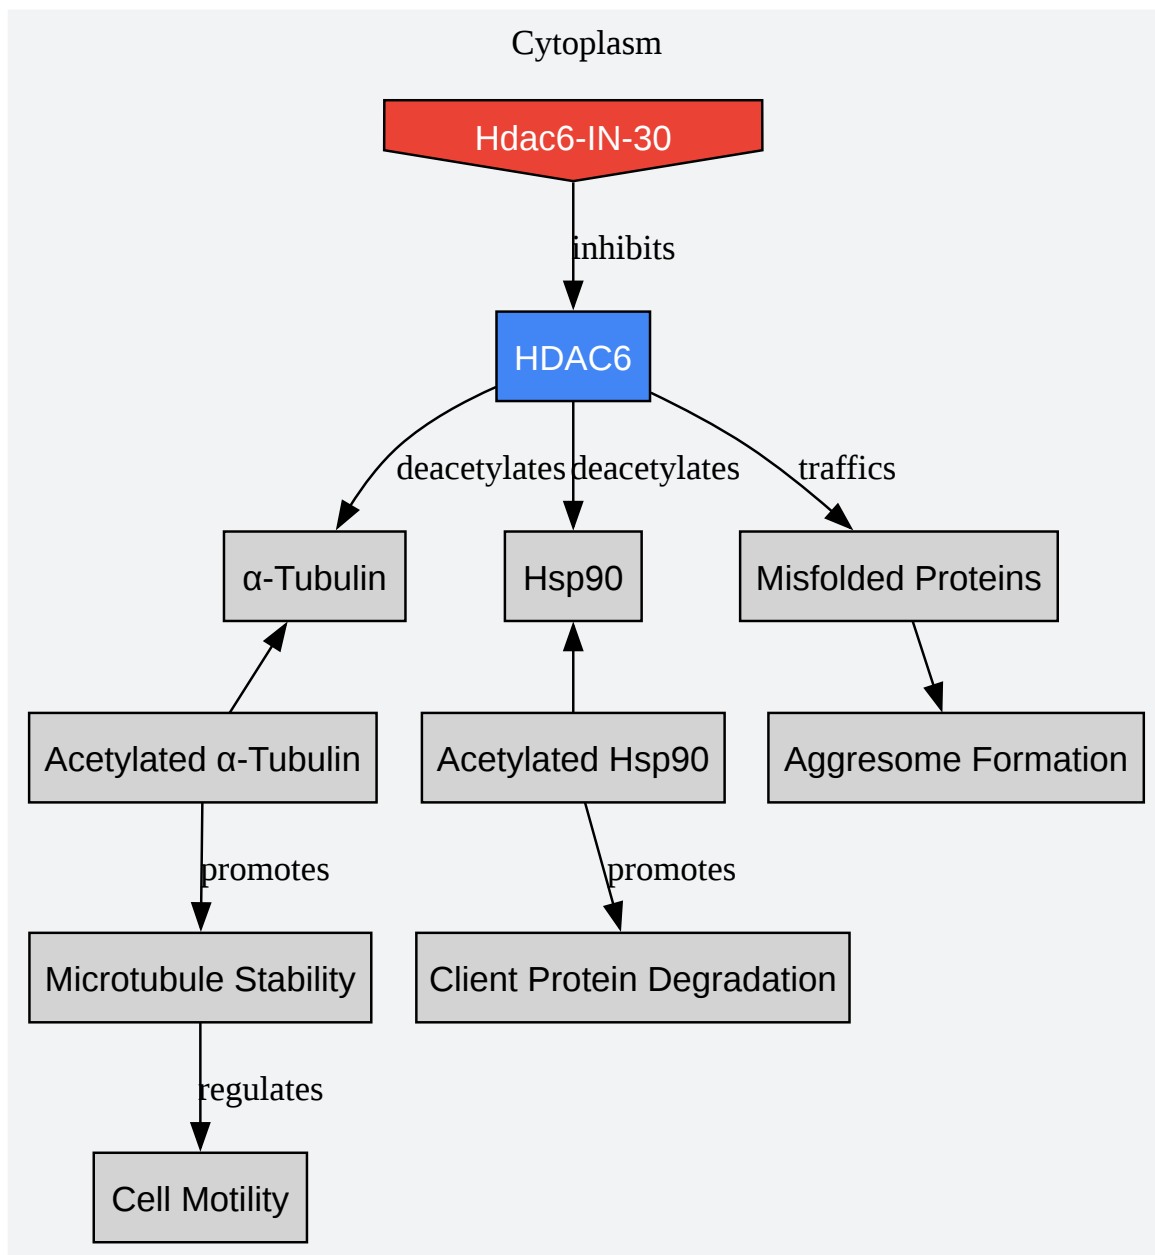 Cytoplasm
Hdac6-IN-30
inhibits
HDAC6
deacetylates
deacetylates
traffics
α-Tubulin
Hsp90
Misfolded Proteins
Acetylated α-Tubulin
Acetylated Hsp90
Aggresome Formation
promotes
promotes
Microtubule Stability
Client Protein Degradation
regulates
Cell Motility